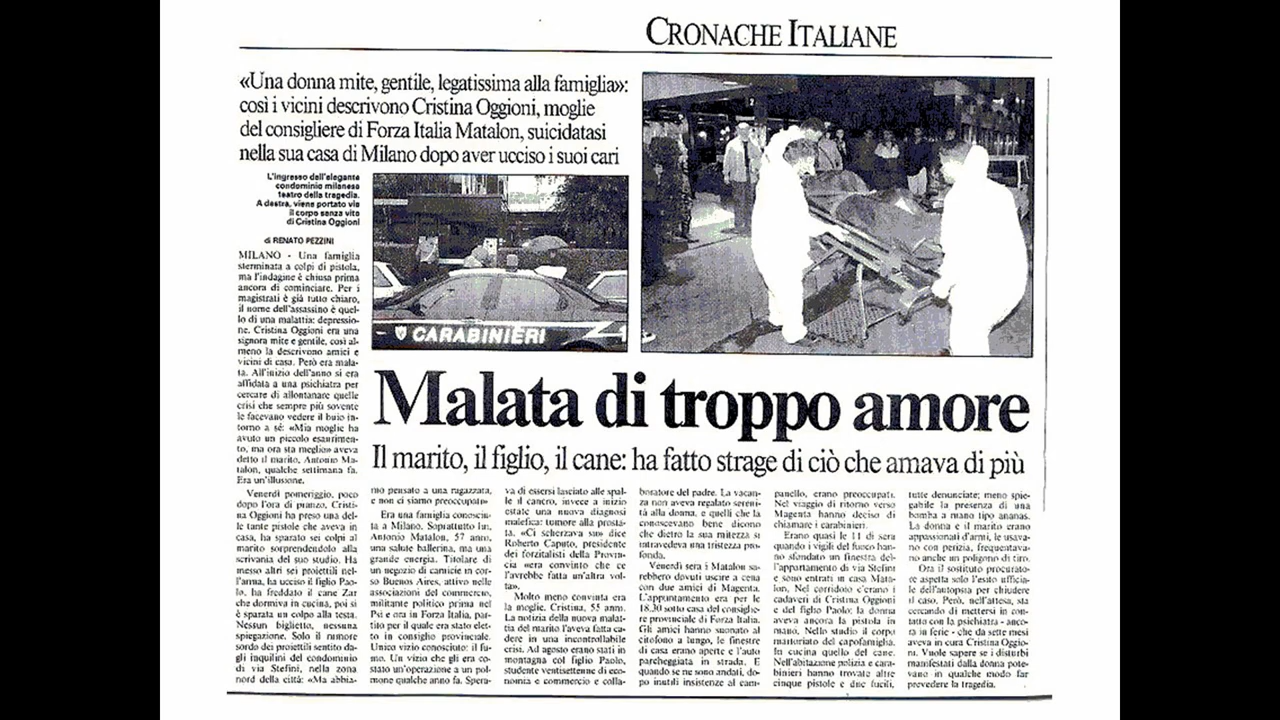 CRONACHE ITALIANE
«Una donna mite, gentile, legatissima alla famiglia»:
così i vicini descrivono Cristina Oggioni, moglie
del consigliere di Forza Italia Matalon, suicidatasi
nella sua casa di Milano dopo aver ucciso i suoi cari
L'ingresso dell'elegante
condominio milanese
teatro della tragedia.
A destra, viene portato via
il corpo senza vita
di Cristina Oggioni
CARABINIERI
Malata di troppo amore
Il marito, il figlio, il cane: ha fatto strage di ciò che amava di più
di RENATO PEZZINI
MILANO - Una famiglia
sterminata a colpi di pistola,
ma l'indagine è chiusa prima
ancora di cominciare. Per i
magistrati è già tutto chiaro,
il nome dell'assassino è quel-
lo di una malattia: depressio-
ne. Cristina Oggioni era una
signora mite e gentile, così al-
meno la descrivono amici e
vicini di casa. Però era mala-
ta. All'inizio dell'anno si era
affidata a una psichiatra per
cercare di allontanare quelle
crisi che sempre più sovente
le facevano vedere il buio in-
torno a sé: «Mia moglie ha
avuto un piccolo esaurimen-
to, ma ora sta meglio» aveva
detto il marito, Antonio Ma-
talon, qualche settimana fa.
Era un'illusione.
Venerdì pomeriggio, poco
dopo l'ora di pranzo, Cristi-
na Oggioni ha preso una del-
le tante pistole che aveva in
casa, ha sparato sei colpi al
marito sorprendendolo alla
scrivania del suo studio. Ha
messo altri sei proiettili nel-
l'arma, ha ucciso il figlio Pao-
lo, ha freddato il cane Zar
che dormiva in cucina, poi si
è sparata un colpo alla testa.
Nessun biglietto, nessuna
spiegazione. Solo il rumore
sordo dei proiettili sentito da-
gli inquilini del condominio
di via Stefini, nella zona
nord della città: «Ma abbia-
mo pensato a una ragazzata,
e non ci siamo preoccupati»
Era una famiglia conosciu-
ta a Milano. Soprattutto lui,
Antonio Matalon, 57 anni,
una salute ballerina, ma una
grande energia. Titolare di
un negozio di camicie in cor-
so Buenos Aires, attivo nelle
associazioni del commercio,
militante politico prima nel
Psi e ora in Forza Italia, par-
tito per il quale era stato elet-
to in consiglio provinciale.
Unico vizio conosciuto: il fu-
mo. Un vizio che gli era co-
stato un'operazione a un pol-
mone qualche anno fa. Spera-
va di essersi lasciato alle spal-
le il cancro, invece a inizio
estate una nuova diagnosi
malefica: tumore alla prosta-
ta. «Ci scherzava su» dice
Roberto Caputo, presidente
dei forzitalisti della Provin-
cia «era convinto che ce
l'avrebbe fatta un'altra vol-
ta».
Molto meno convinta era
la moglie, Cristina, 55 anni.
La notizia della nuova malat-
tia del marito l'aveva fatta ca-
dere in una incontrollabile
crisi. Ad agosto erano stati in
montagna col figlio Paolo,
studente ventisettenne di eco-
nomia e commercio e colla-
boratore del padre. La vacan-
za non aveva regalato sereni-
tà alla donna, e quelli che la
conoscevano bene dicono
che dietro la sua mitezza si
intravedeva una tristezza pro-
fonda.
Venerdì sera i Matalon sa-
rebbero dovuti uscire a cena
con due amici di Magenta.
L'appuntamento era per le
18.30 sotto casa del consiglie-
re provinciale di Forza Italia.
Gli amici hanno suonato al
citofono a lungo, le finestre
di casa erano aperte e l'auto
parcheggiata in strada. E
quando se ne sono andati, do-
po inutili insistenze al cam-
panello, erano preoccupati.
Nel viaggio di ritorno verso
Magenta hanno deciso di
chiamare i carabinieri.
Erano quasi le 11 di sera
quando i vigili del fuoco han-
no sfondato un finestra del-
l'appartamento di via Stefini
e sono entrati in casa Mata-
lon. Nel corridoio c'erano i
cadaveri di Cristina Oggioni
e del figlio Paolo: la donna
aveva ancora la pistola in
mano. Nello studio il corpo
martoriato del capofamiglia.
In cucina quello del cane.
Nell'abitazione polizia e cara-
binieri hanno trovate altre
cinque pistole e due fucili,
tutte denunciate; meno spie-
gabile la presenza di una
bomba a mano tipo ananas.
La donna e il marito erano
appassionati d'armi, le usava-
no con perizia, frequentava-
no anche un poligono di tiro.
Ora il sostituto procurato-
re aspetta solo l'esito ufficia-
le dell'autopsia per chiudere
il caso. Però, nell'attesa, sta
cercando di mettersi in con-
tatto con la psichiatra - anco-
ra in ferie - che da sette mesi
aveva in cura Cristina Oggio-
ni. Vuole sapere se i disturbi
manifestati dalla donna pote-
vano in qualche modo far
prevedere la tragedia.